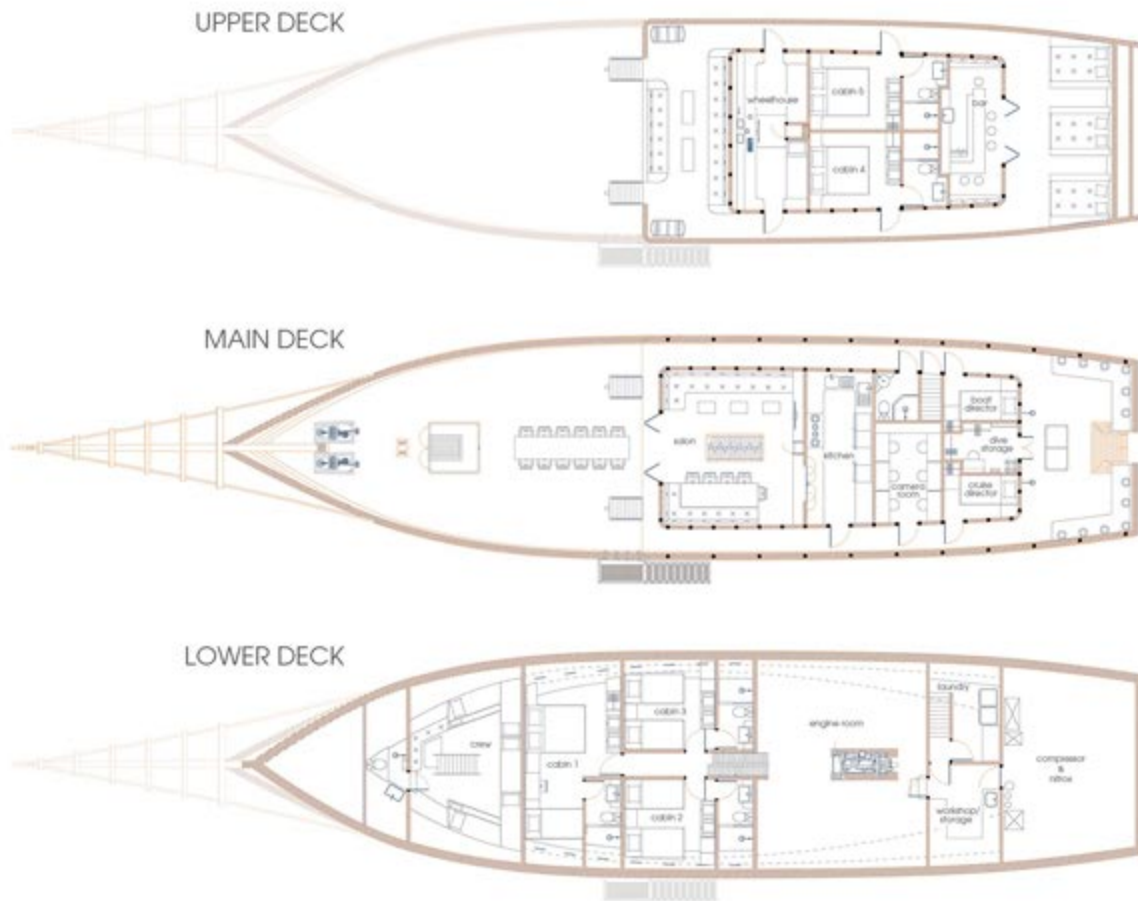 UPPER DECK
wheelhouse
cabin 5
cabin 4
bar
MAIN DECK
salon
kitchen
camera
room
boat
director
dive
storage
cruise
director
LOWER DECK
crew
cabin 1
cabin 3
cabin 2
engine room
laundry
workshop/
storage
compressor
&
nitrox